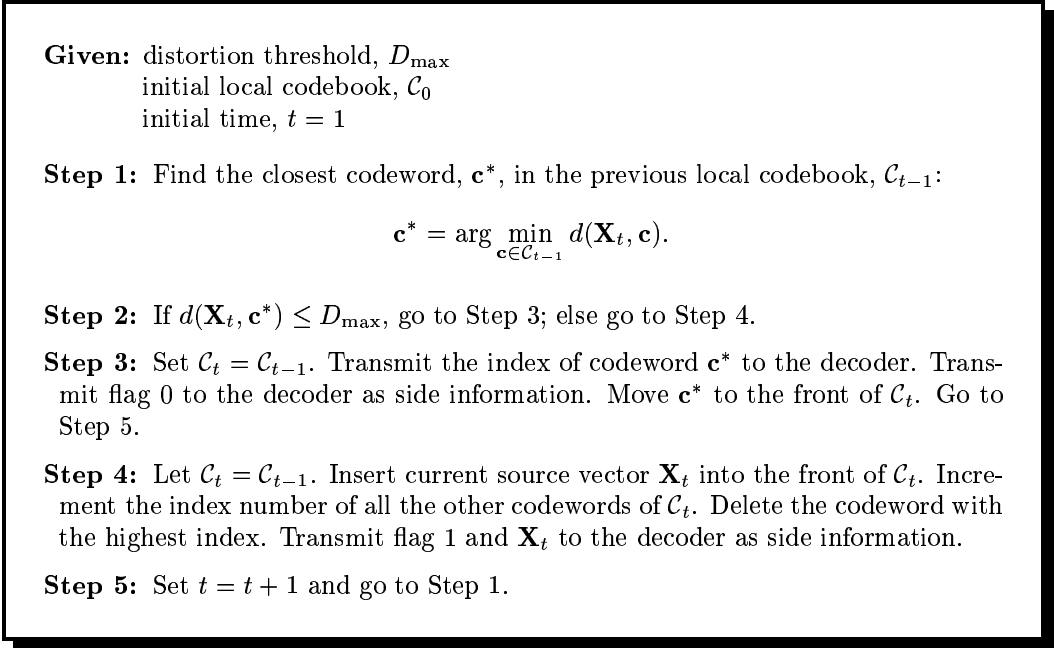 Given: distortion threshold, D_max
initial local codebook, 𝒞_0
initial time, t = 1
Step 1: Find the closest codeword, c*, in the previous local codebook, 𝒞_{t−1}:
c* = arg min_{c∈𝒞_{t−1}} d(X_t, c).
Step 2: If d(X_t, c*) ≤ D_max, go to Step 3; else go to Step 4.
Step 3: Set 𝒞_t = 𝒞_{t−1}. Transmit the index of codeword c* to the decoder. Trans-
mit flag 0 to the decoder as side information. Move c* to the front of 𝒞_t. Go to
Step 5.
Step 4: Let 𝒞_t = 𝒞_{t−1}. Insert current source vector X_t into the front of 𝒞_t. Incre-
ment the index number of all the other codewords of 𝒞_t. Delete the codeword with
the highest index. Transmit flag 1 and X_t to the decoder as side information.
Step 5: Set t = t + 1 and go to Step 1.